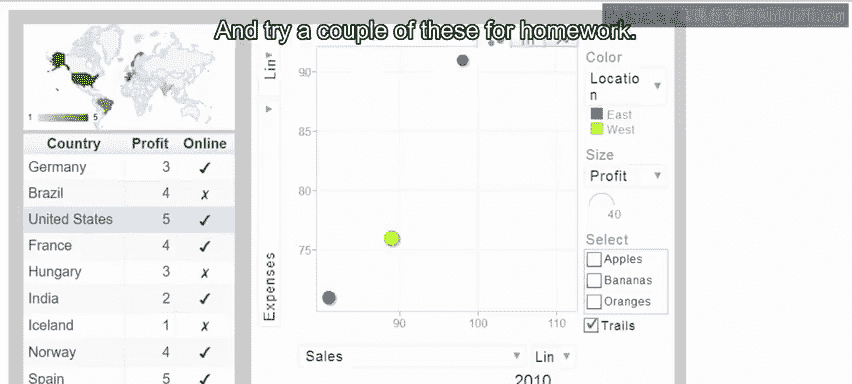 And try a couple of these for homework.
1 5
Country Profit Online
Germany 3 ✓
Brazil 4 x
United States 5 ✓
France 4 ✓
Hungary 3 x
India 2 ✓
Iceland 1 x
Norway 4 ✓
Spain 5 ✓
Lin
Expenses
90
85
80
75
90 100 110
Sales Lin
2010
Color
Locatio
n
East
West
Size
Profit
40
Select
Apples
Bananas
Oranges
Trails